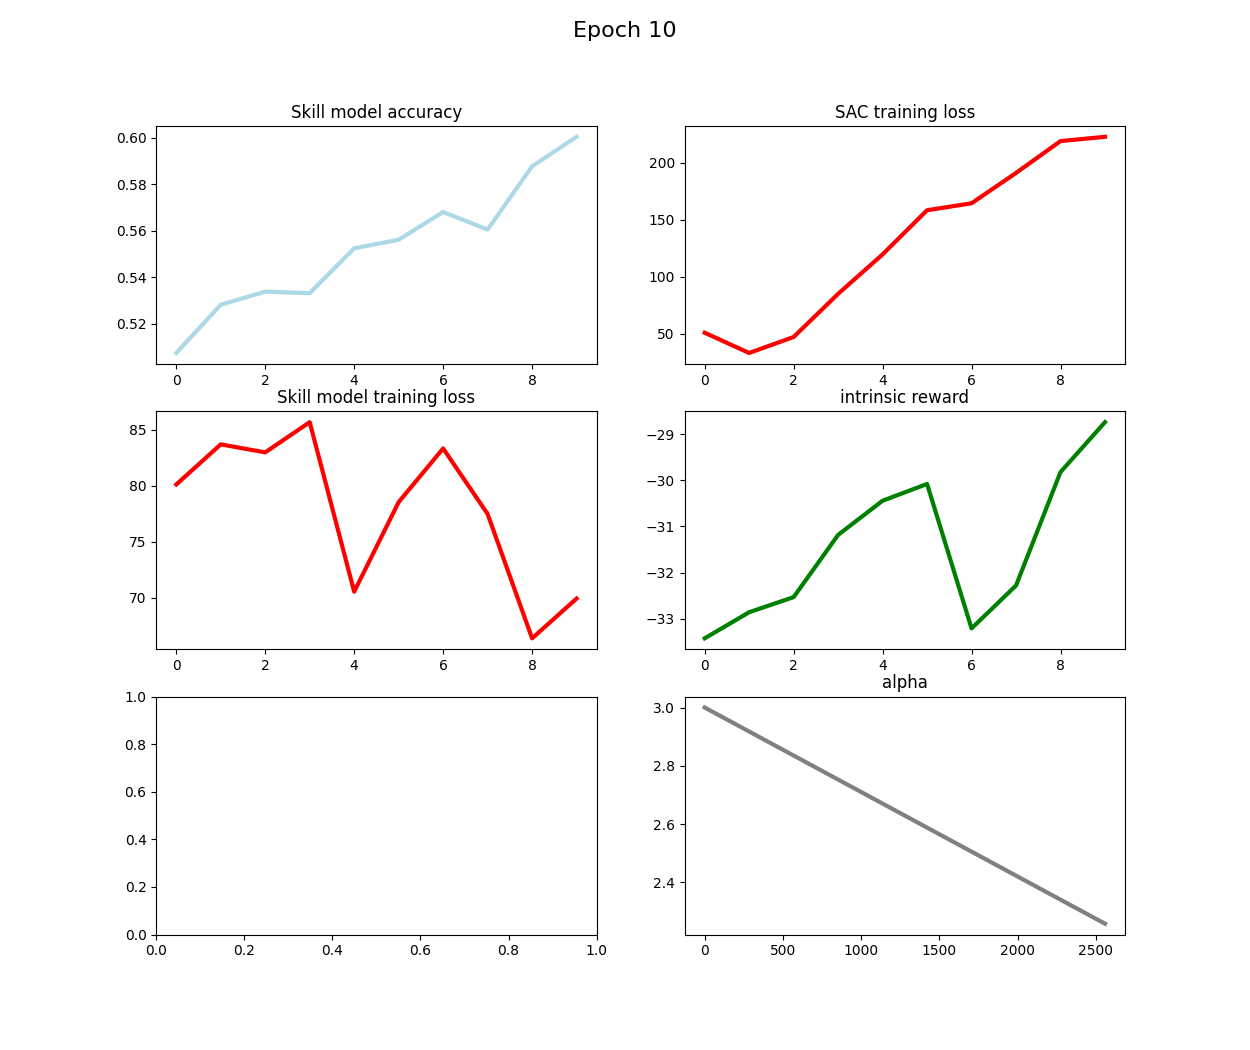 Epoch 10
Skill model accuracy
0.60
0.58
0.56
0.54
0.52
0 2 4 6 8
SAC training loss
200
150
100
50
0 2 4 6 8
Skill model training loss
85
80
75
70
0 2 4 6 8
intrinsic reward
−29
−30
−31
−32
−33
0 2 4 6 8
1.0
0.8
0.6
0.4
0.2
0.0
0.0 0.2 0.4 0.6 0.8 1.0
alpha
3.0
2.8
2.6
2.4
0 500 1000 1500 2000 2500